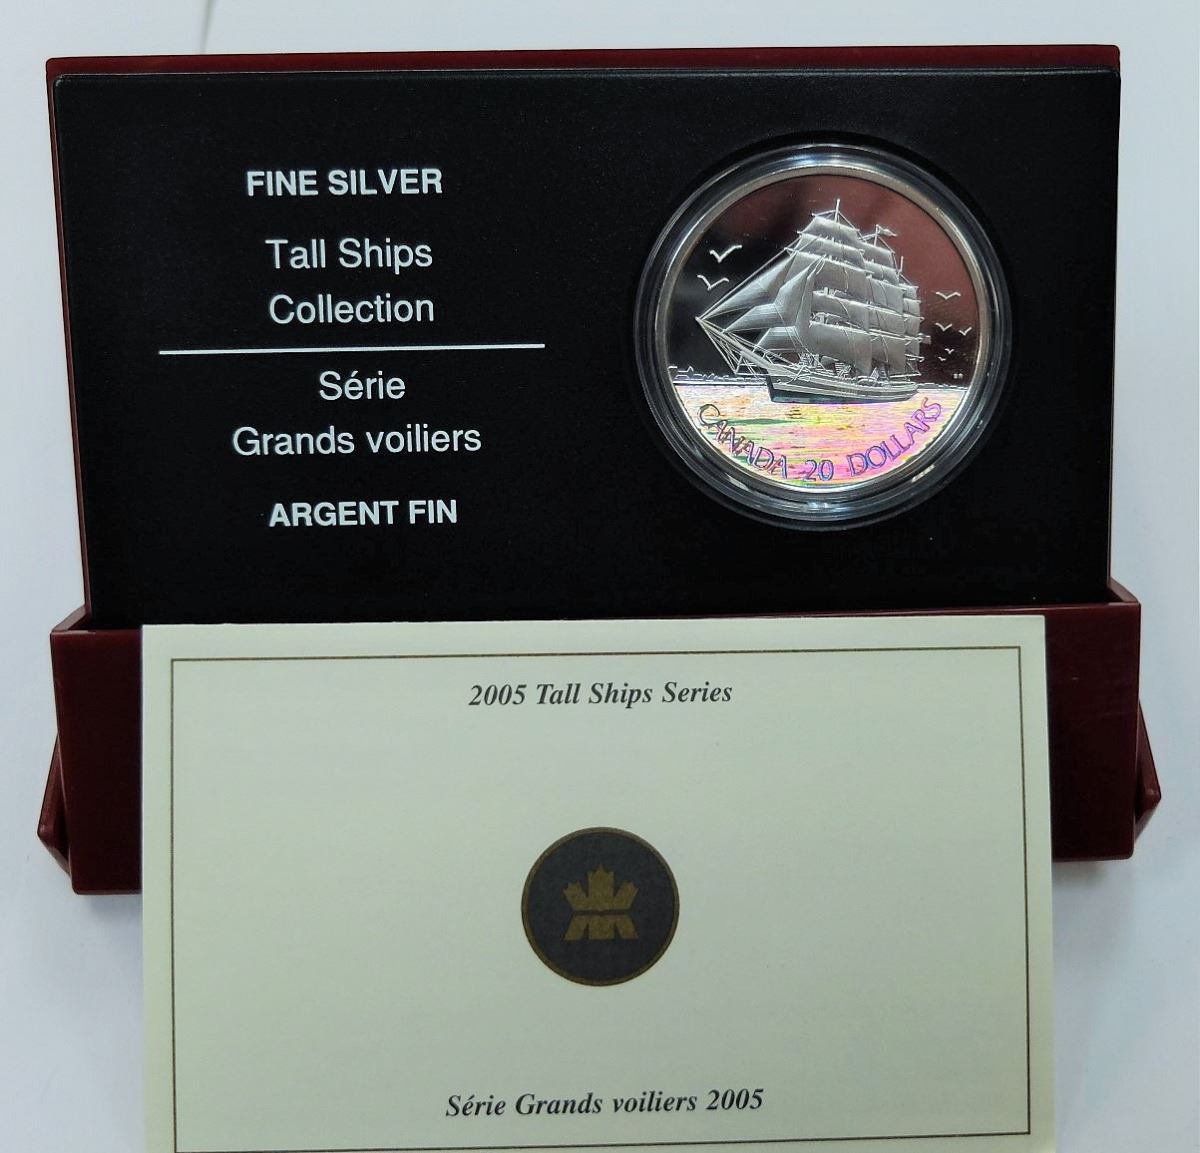 FINE SILVER
Tall Ships
Collection
Série
Grands voiliers
ARGENT FIN
CANADA 20 DOLLARS
2005 Tall Ships Series
Série Grands voiliers 2005